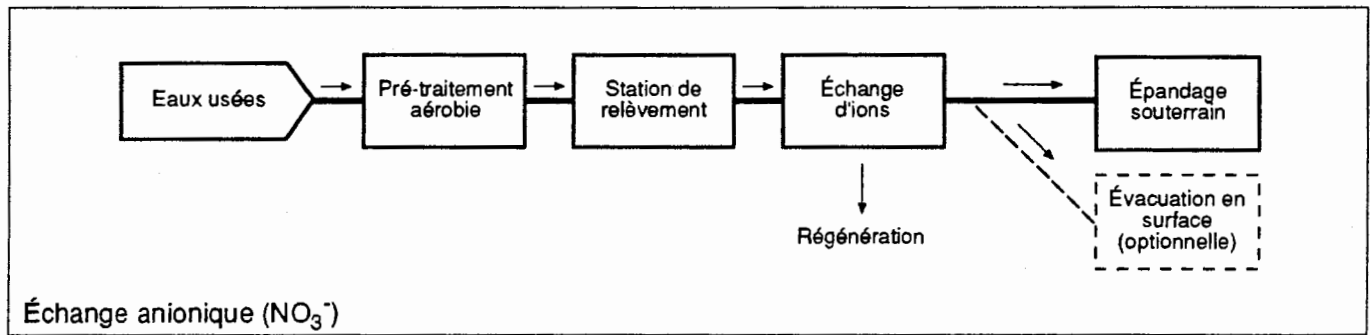 Eaux usées
Pré-traitement
aérobie
Station de
relèvement
Échange
d'ions
Épandage
souterrain
Évacuation en
surface
(optionnelle)
Régénération
Échange anionique (NO₃⁻)